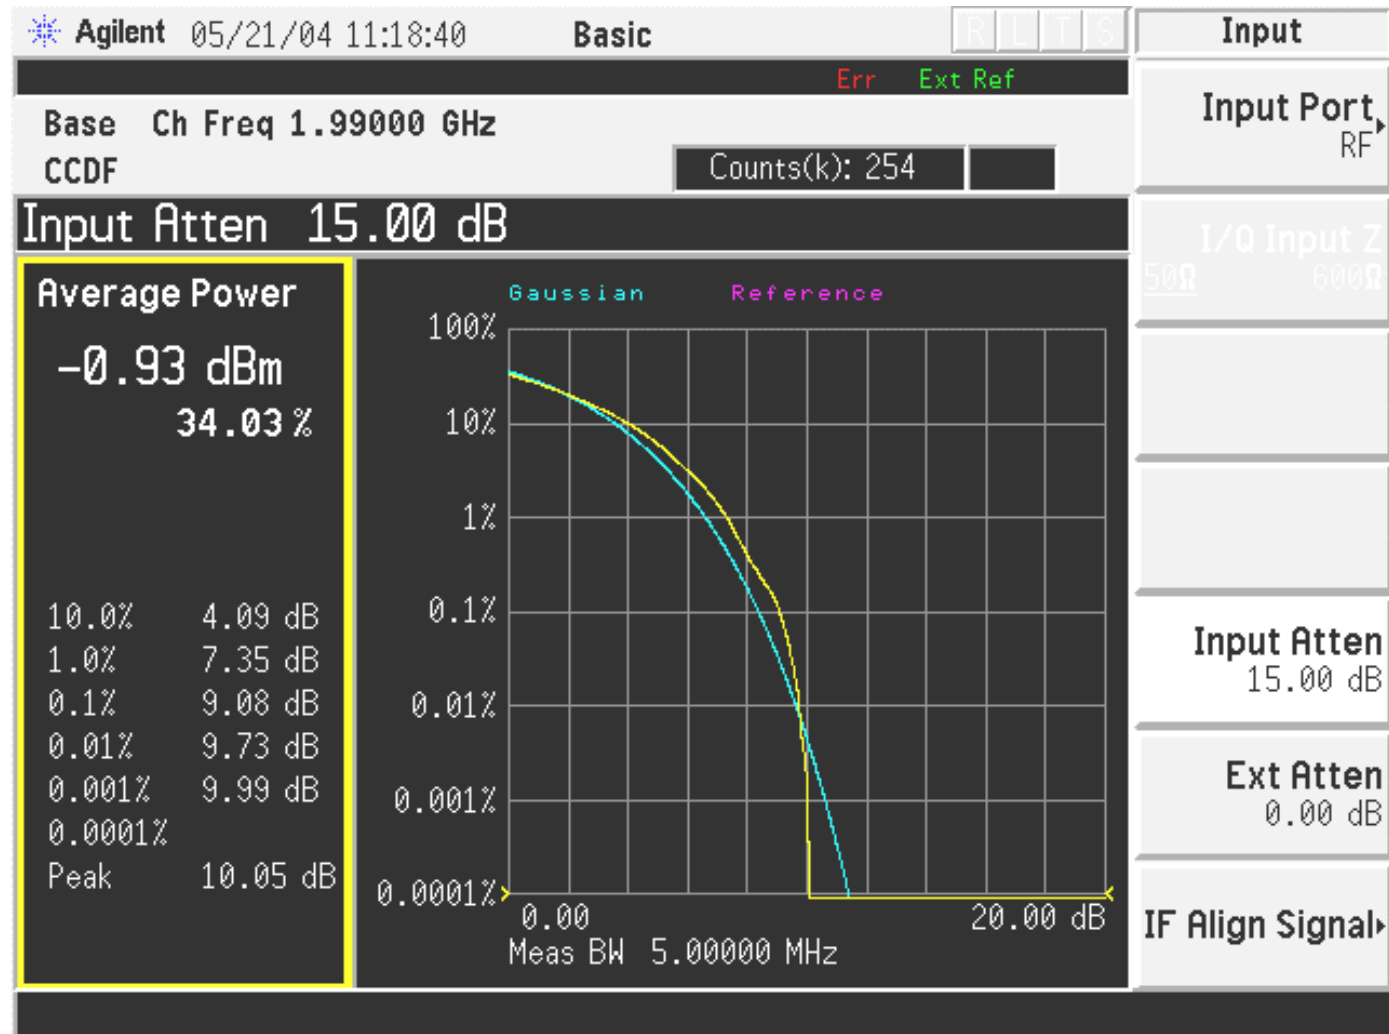 Agilent 05/21/04 11:18:40 Basic R L T S Input
Err Ext Ref
Base Ch Freq 1.99000 GHz
CCDF
Counts(k): 254
Input Atten 15.00 dB
Average Power
-0.93 dBm
34.03 %
10.0% 4.09 dB
1.0% 7.35 dB
0.1% 9.08 dB
0.01% 9.73 dB
0.001% 9.99 dB
0.0001%
Peak 10.05 dB
Gaussian Reference
100%
10%
1%
0.1%
0.01%
0.001%
0.0001%
0.00 20.00 dB
Meas BW 5.00000 MHz
Input Port
RF
I/Q Input Z
50Ω 600Ω
Input Atten
15.00 dB
Ext Atten
0.00 dB
IF Align Signal